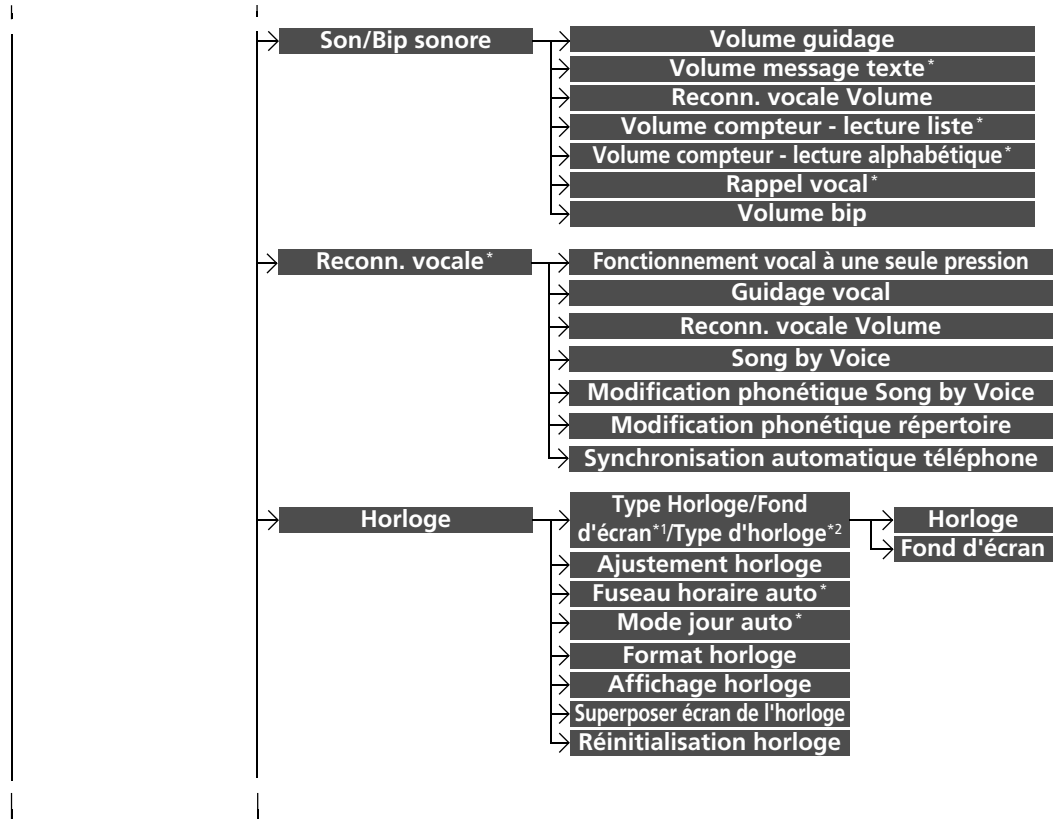 Son/Bip sonore
Volume guidage
Volume message texte*
Reconn. vocale Volume
Volume compteur - lecture liste*
Volume compteur - lecture alphabétique*
Rappel vocal*
Volume bip
Reconn. vocale*
Fonctionnement vocal à une seule pression
Guidage vocal
Reconn. vocale Volume
Song by Voice
Modification phonétique Song by Voice
Modification phonétique répertoire
Synchronisation automatique téléphone
Horloge
Type Horloge/Fond
d'écran*1/Type d'horloge*2
Horloge
Fond d'écran
Ajustement horloge
Fuseau horaire auto*
Mode jour auto*
Format horloge
Affichage horloge
Superposer écran de l'horloge
Réinitialisation horloge